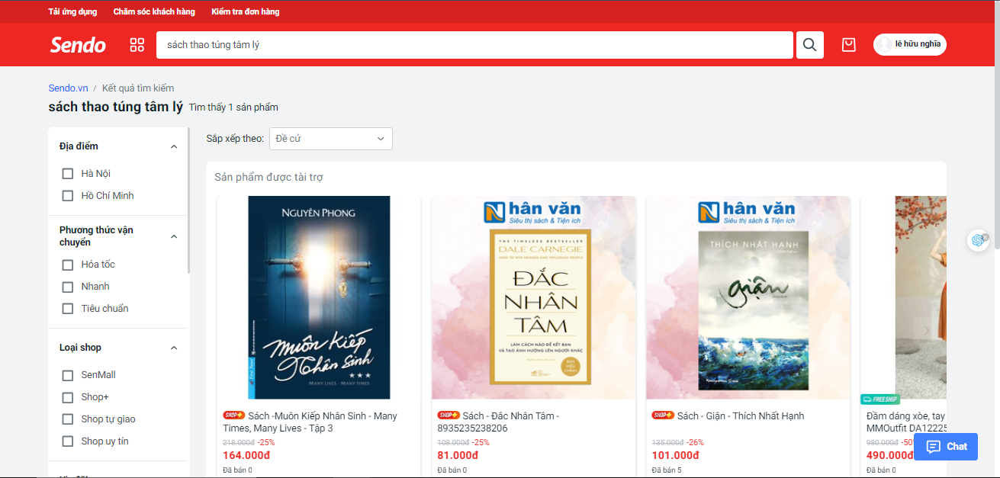 Tải ứng dụng Chăm sóc khách hàng Kiểm tra đơn hàng
Sendo
sách thao túng tâm lý
lê hữu nghĩa
Sendo.vn / Kết quả tìm kiếm
sách thao túng tâm lý Tìm thấy 1 sản phẩm
Địa điểm
Hà Nội
Hồ Chí Minh
Phương thức vận
chuyển
Hỏa tốc
Nhanh
Tiêu chuẩn
Loại shop
SenMall
Shop+
Shop tự giao
Shop uy tín
Sắp xếp theo: Đề cử
Sản phẩm được tài trợ
NGUYÊN PHONG
Muôn Kiếp
Nhân Sinh
MANY LIVES - MANY TIMES
First News
SHOP+ Sách -Muôn Kiếp Nhân Sinh - Many
Times, Many Lives - Tập 3
218.000đ -25%
164.000đ
Đã bán 0
N hân văn
Siêu thị sách & Tiện ích
THE TIMELESS BESTSELLER
DALE CARNEGIE
HOW TO WIN FRIENDS AND INFLUENCE PEOPLE
ĐẮC
NHÂN
TÂM
LÀM CÁCH NÀO ĐỂ KẾT BẠN
VÀ TẠO ẢNH HƯỞNG LÊN NGƯỜI KHÁC
SHOP+ Sách - Đắc Nhân Tâm -
8935235238206
108.000đ -25%
81.000đ
Đã bán 0
N hân văn
Siêu thị sách & Tiện ích
THÍCH NHẤT HẠNH
giận
SHOP+ Sách - Giận - Thích Nhất Hạnh
135.000đ -26%
101.000đ
Đã bán 5
FREESHIP
Đầm dáng xòe, tay
MMOutfit DA12225
980.000đ -50%
490.000đ
Đã bán 0
Chat